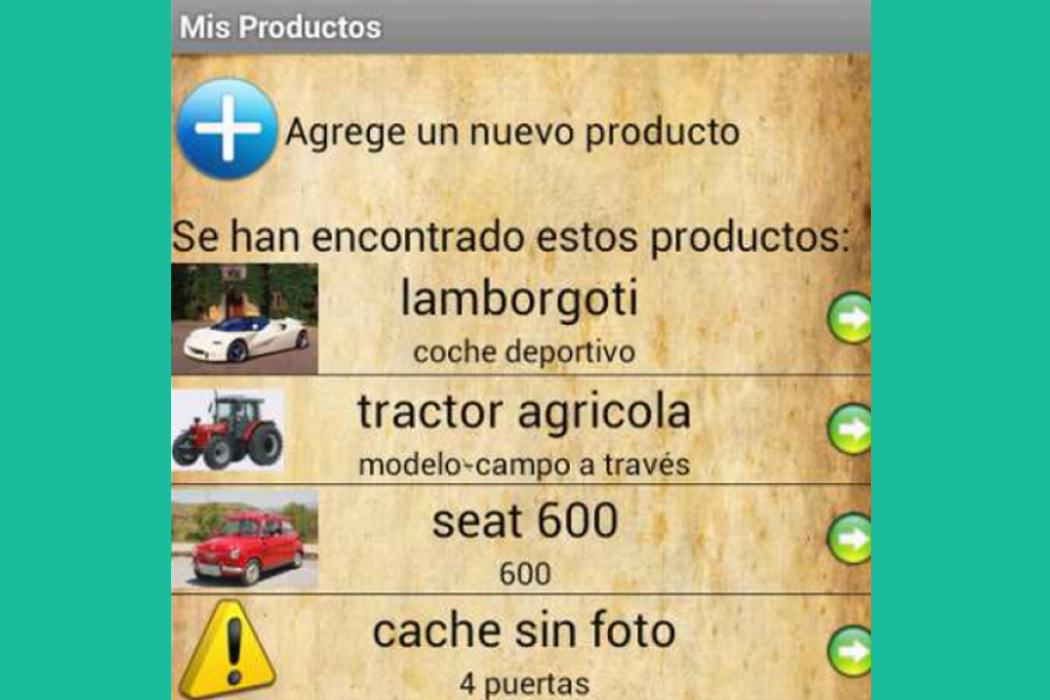 Mis Productos
Agrege un nuevo producto
Se han encontrado estos productos:
lamborgoti
coche deportivo
tractor agricola
modelo-campo a través
seat 600
600
cache sin foto
4 puertas